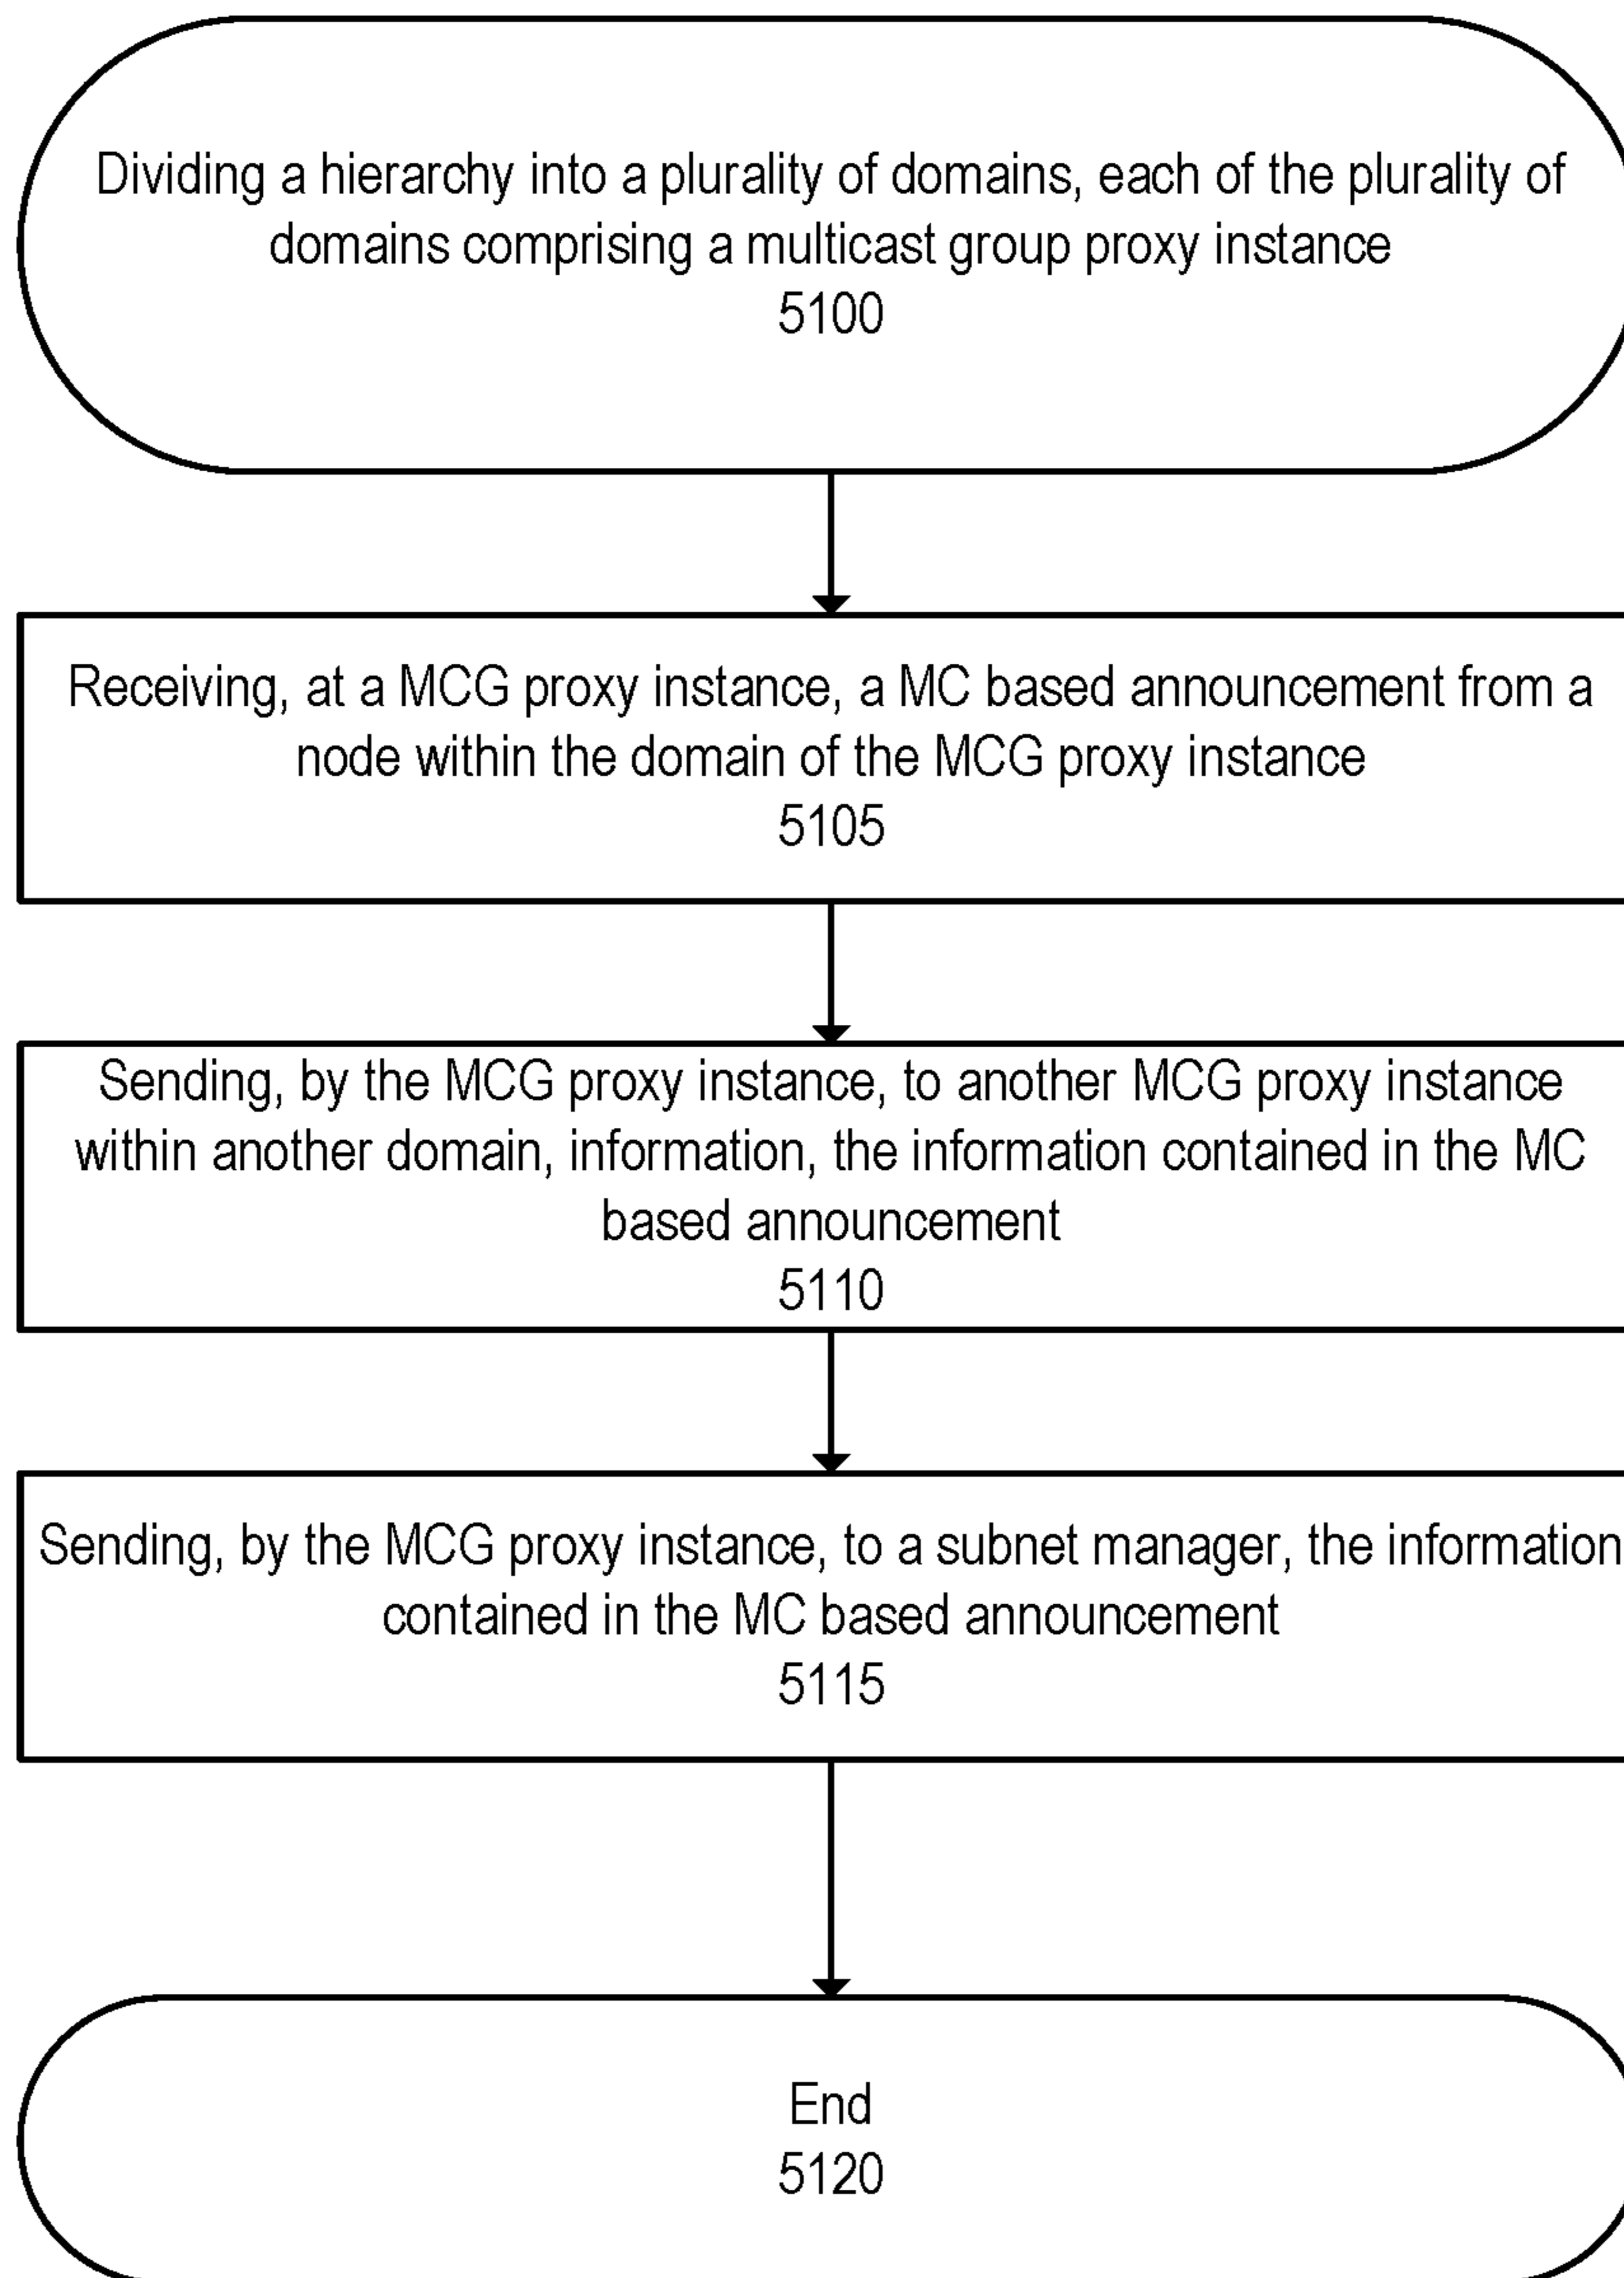 Dividing a hierarchy into a plurality of domains, each of the plurality of
domains comprising a multicast group proxy instance
5100
Receiving, at a MCG proxy instance, a MC based announcement from a
node within the domain of the MCG proxy instance
5105
Sending, by the MCG proxy instance, to another MCG proxy instance
within another domain, information, the information contained in the MC
based announcement
5110
Sending, by the MCG proxy instance, to a subnet manager, the information
contained in the MC based announcement
5115
End
5120